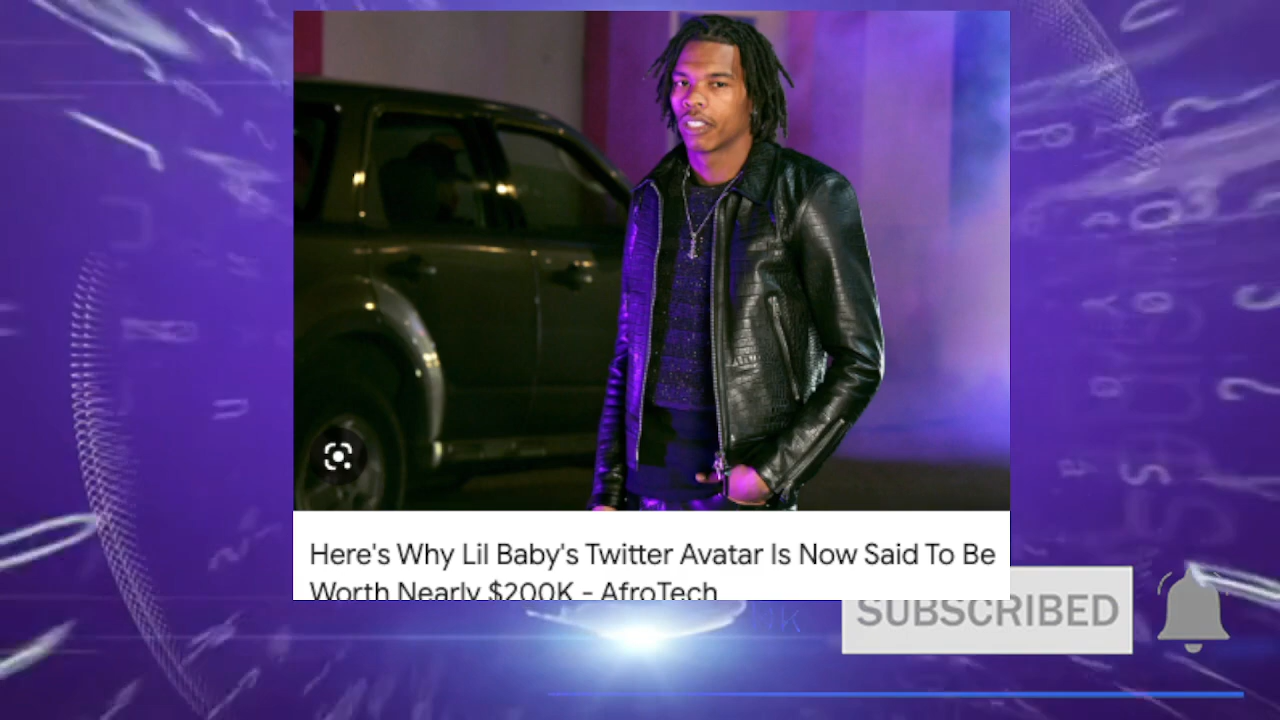 Here's Why Lil Baby's Twitter Avatar Is Now Said To Be
Worth Nearly $200K - AfroTech
SUBSCRIBED